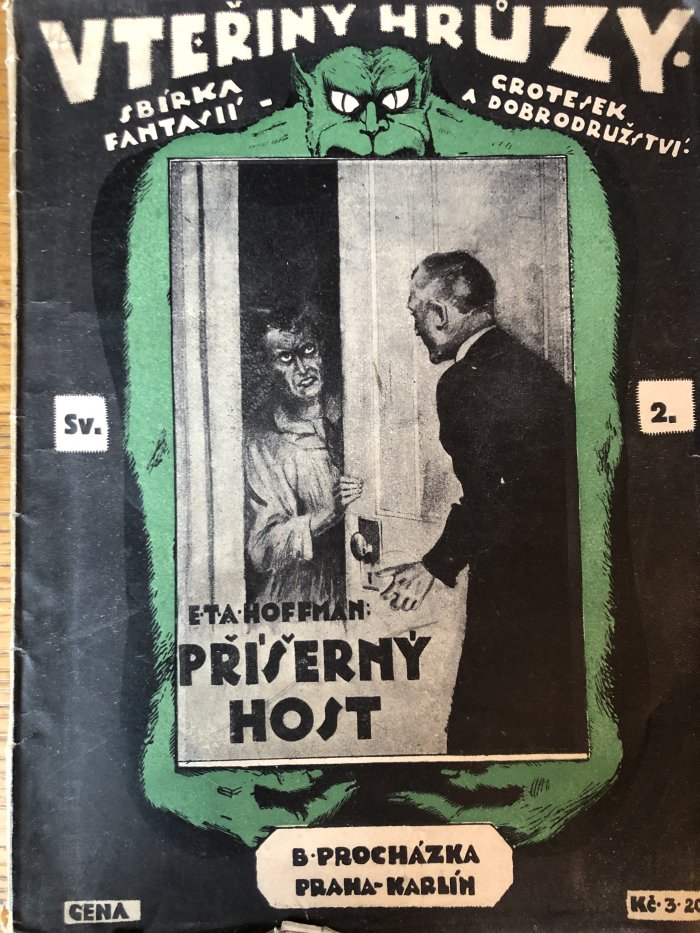 VTEŘINY HRŮZY.
SBÍRKA
FANTASIÍ -
GROTESEK
A DOBRODRUŽSTVÍ:
Sv.
2.
E·T·A·HOFFMAN:
PŘÍŠERNÝ
HOST
B·PROCHÁZKA
PRAHA-KARLÍN
CENA
Kč·3·20